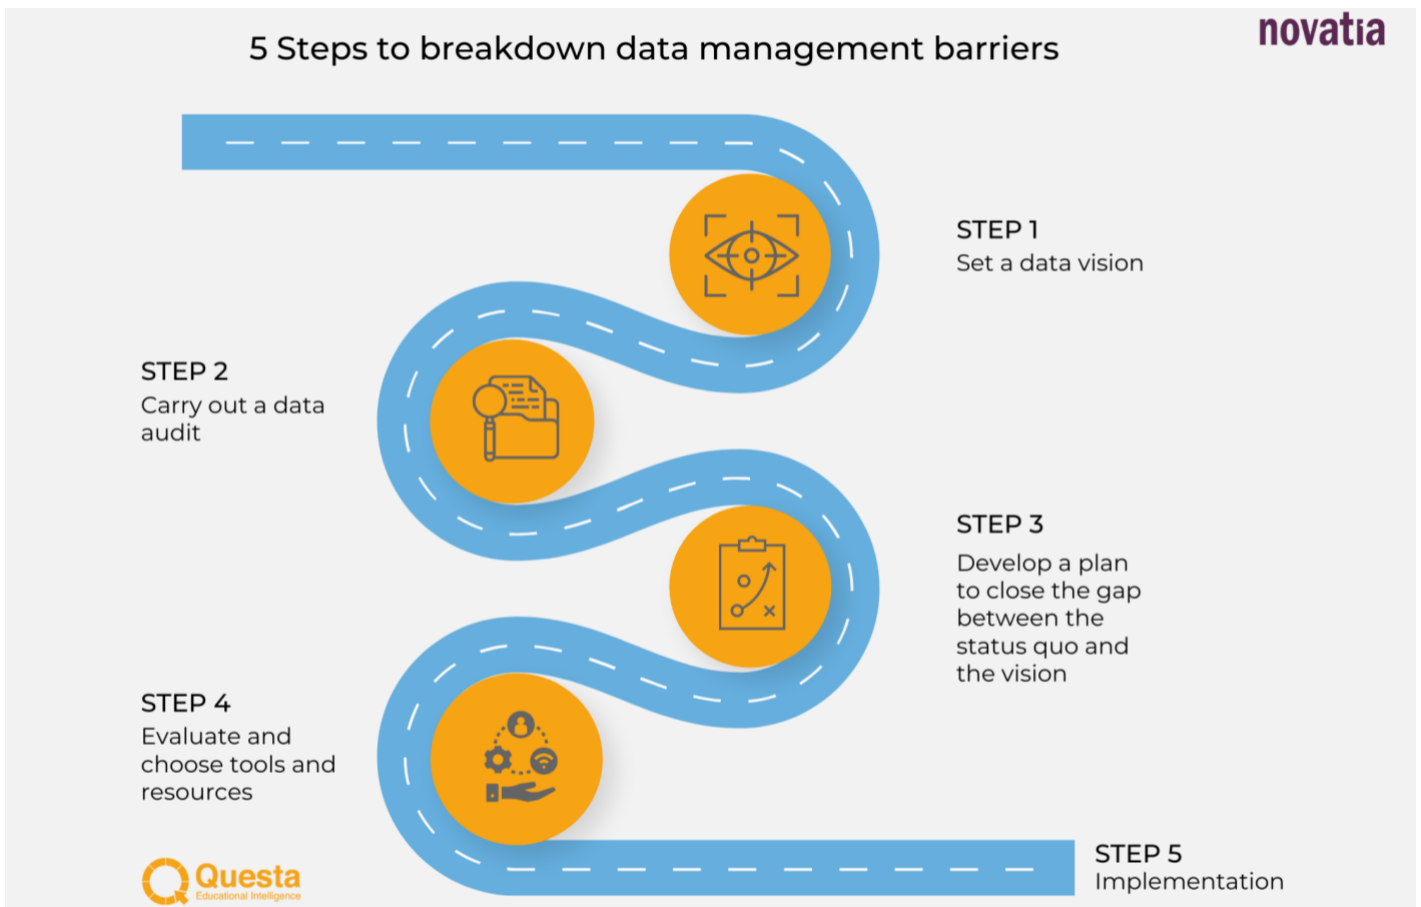 5 Steps to breakdown data management barriers
novatia
STEP 1
Set a data vision
STEP 2
Carry out a data
audit
STEP 3
Develop a plan
to close the gap
between the
status quo and
the vision
STEP 4
Evaluate and
choose tools and
resources
STEP 5
Implementation
Questa
Educational Intelligence